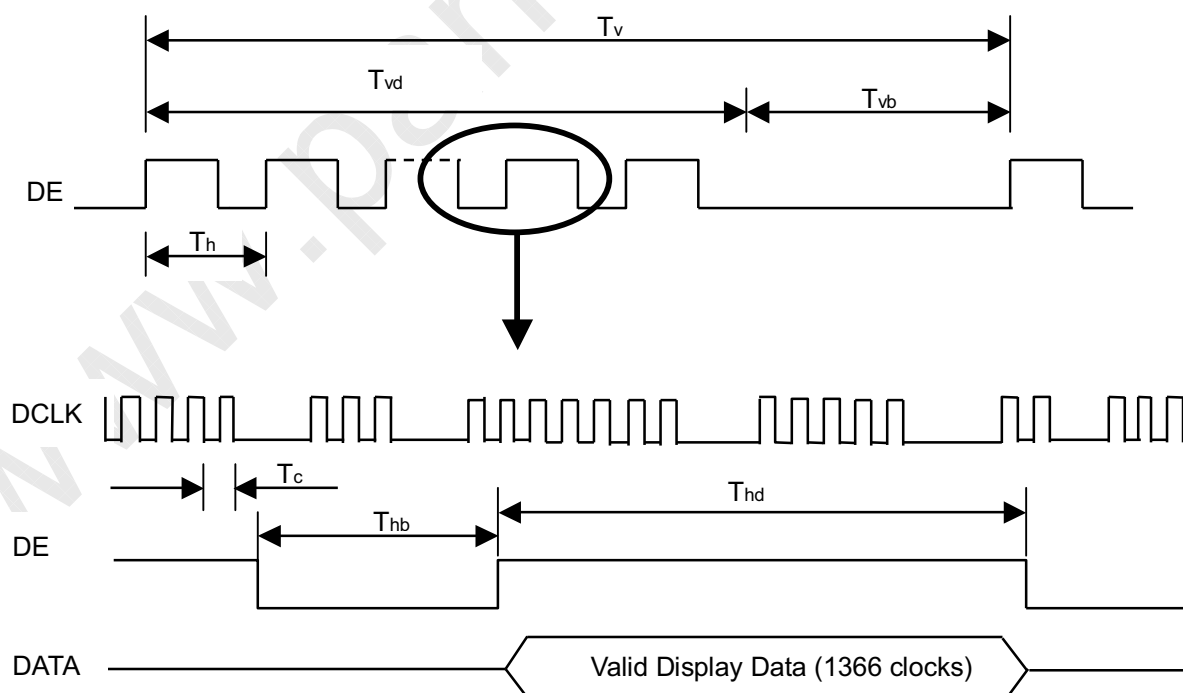 Tv
Tvd
Tvb
DE
Th
DCLK
Tc
Thd
Thb
DE
DATA
Valid Display Data (1366 clocks)